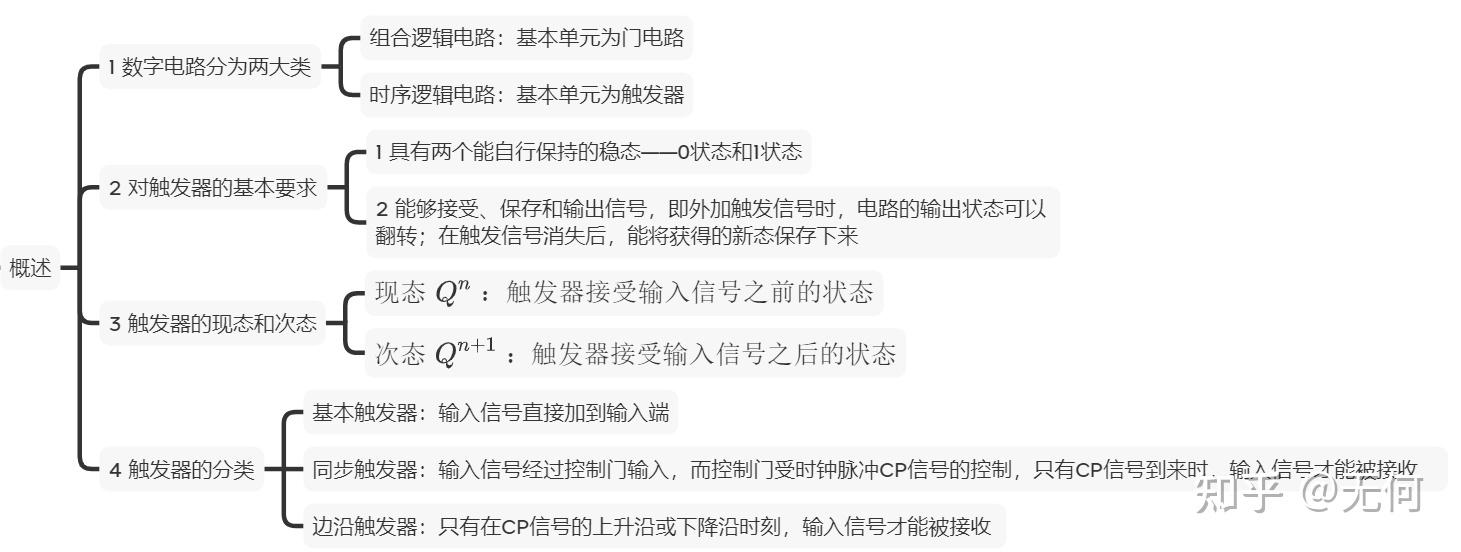 概述
1 数字电路分为两大类
组合逻辑电路：基本单元为门电路
时序逻辑电路：基本单元为触发器
2 对触发器的基本要求
1 具有两个能自行保持的稳态——0状态和1状态
2 能够接受、保存和输出信号，即外加触发信号时，电路的输出状态可以
翻转；在触发信号消失后，能将获得的新态保存下来
3 触发器的现态和次态
现态 Qⁿ ：触发器接受输入信号之前的状态
次态 Qⁿ⁺¹ ：触发器接受输入信号之后的状态
4 触发器的分类
基本触发器：输入信号直接加到输入端
同步触发器：输入信号经过控制门输入，而控制门受时钟脉冲CP信号的控制，只有CP信号到来时，输入信号才能被接收
边沿触发器：只有在CP信号的上升沿或下降沿时刻，输入信号才能被接收
知乎 @无何